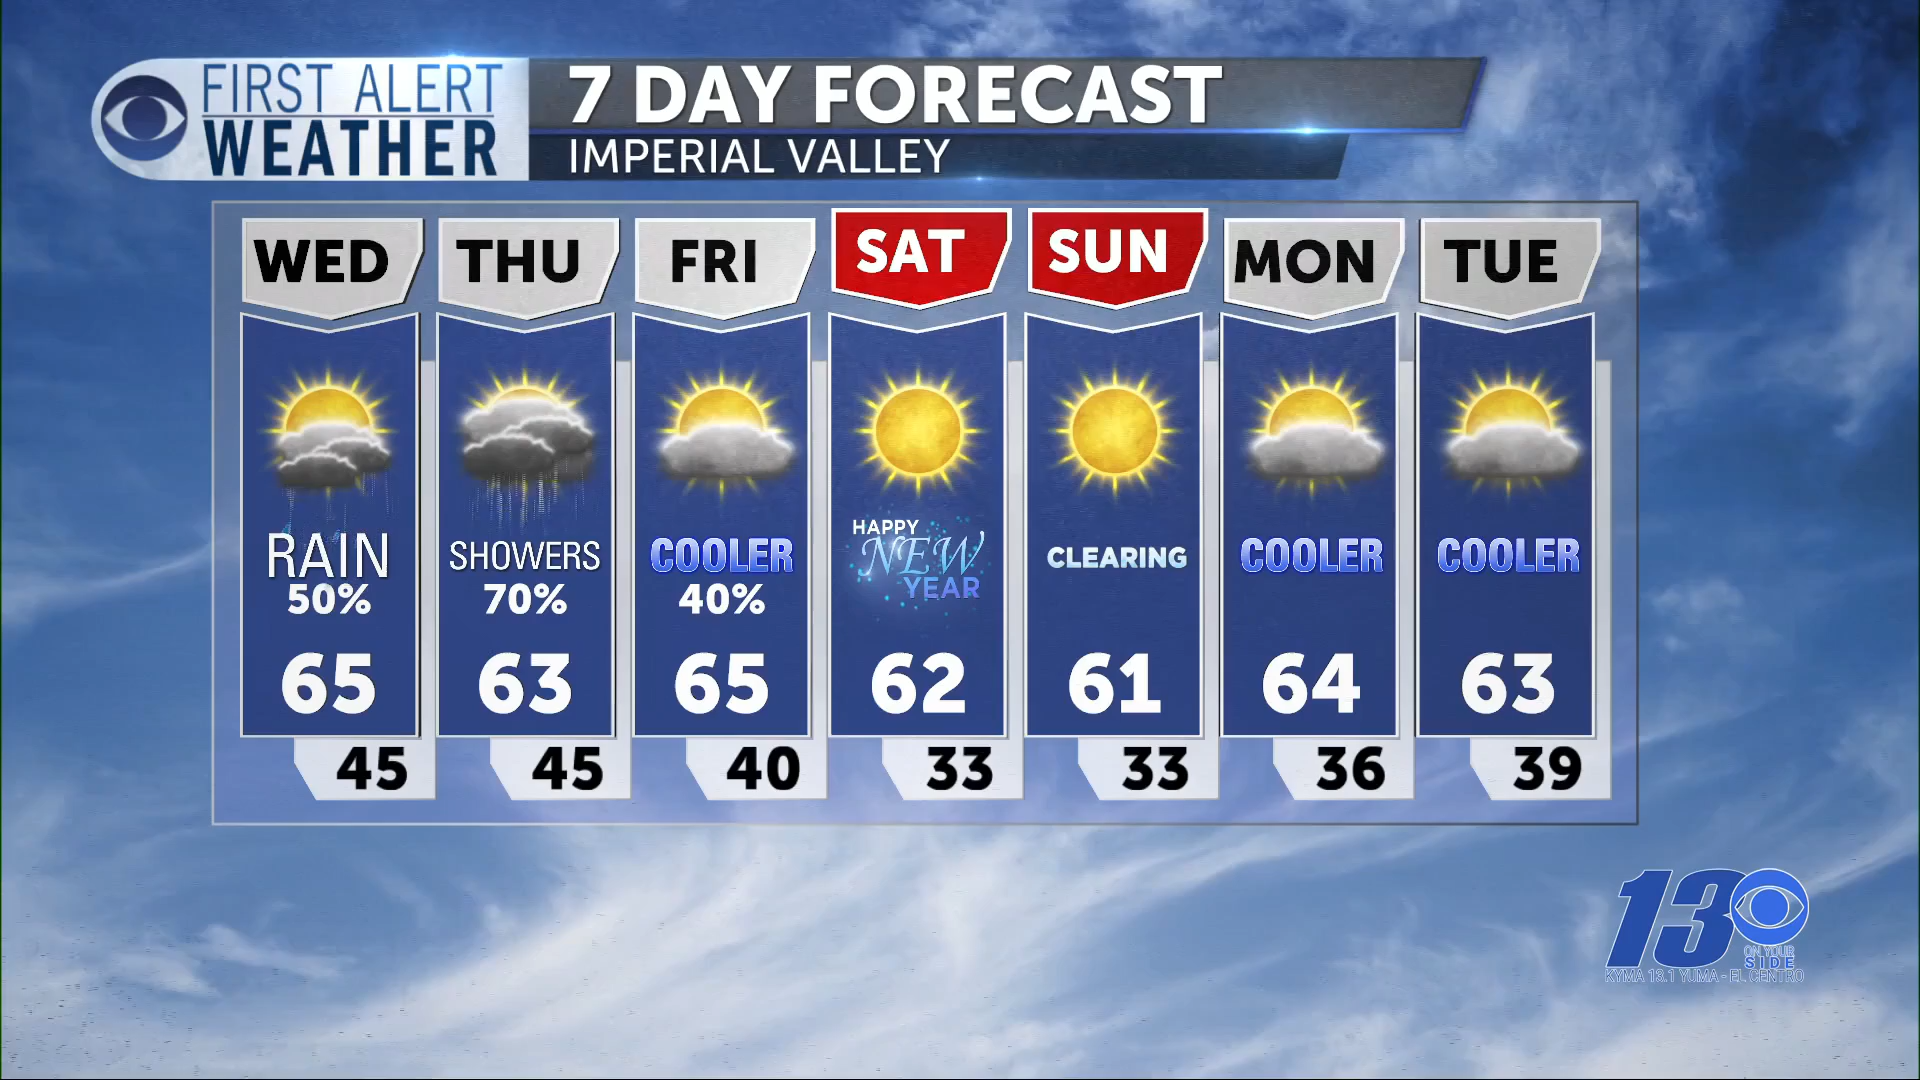 FIRST ALERT
WEATHER
7 DAY FORECAST
IMPERIAL VALLEY
WED THU FRI SAT SUN MON TUE
RAIN
50%
65
45
SHOWERS
70%
63
45
COOLER
40%
65
40
HAPPY
NEW
YEAR
62
33
CLEARING
61
33
COOLER
64
36
COOLER
63
39
13
ON YOUR
SIDE
KYMA 13.1 YUMA - EL CENTRO